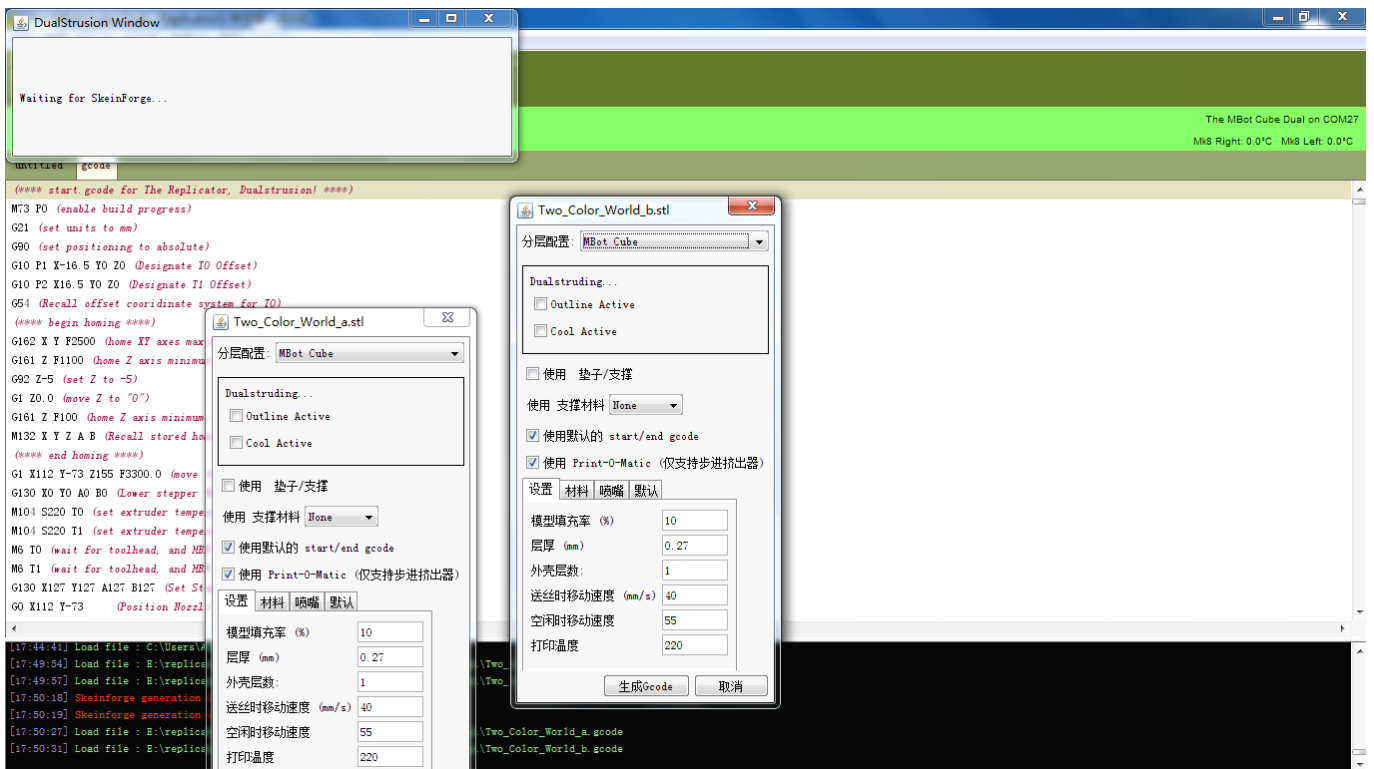 DualStrusion Window
Waiting for SkeinForge...
The MBot Cube Dual on COM27
Mk8 Right: 0.0°C Mk8 Left: 0.0°C
untitled gcode
(**** start.gcode for The Replicator, Dualstrusion! ****)
M73 P0 (enable build progress)
G21 (set units to mm)
G90 (set positioning to absolute)
G10 P1 X-16.5 Y0 Z0 (Designate T0 Offset)
G10 P2 X16.5 Y0 Z0 (Designate T1 Offset)
G54 (Recall offset cooridinate system for T0)
(**** begin homing ****)
G162 X Y F2500 (home XY axes max
G161 Z F1100 (home Z axis minimu
G92 Z-5 (set Z to -5)
G1 Z0.0 (move Z to "0")
G161 Z F100 (home Z axis minimum
M132 X Y Z A B (Recall stored ho
(**** end homing ****)
G1 X112 Y-73 Z155 F3300.0 (move
G130 X0 Y0 A0 B0 (Lower stepper
M104 S220 T0 (set extruder tempe
M104 S220 T1 (set extruder tempe
M6 T0 (wait for toolhead, and HB
M6 T1 (wait for toolhead, and HB
G130 X127 Y127 A127 B127 (Set St
G0 X112 Y-73 (Position Nozzl
Two_Color_World_a.stl
分层配置: MBot Cube
Dualstruding...
Outline Active
Cool Active
使用 垫子/支撑
使用 支撑材料 None
使用默认的 start/end gcode
使用 Print-O-Matic (仅支持步进挤出器)
设置 材料 喷嘴 默认
模型填充率 (%) 10
层厚 (mm) 0.27
外壳层数: 1
送丝时移动速度 (mm/s) 40
空闲时移动速度 55
打印温度 220
Two_Color_World_b.stl
分层配置: MBot Cube
Dualstruding...
Outline Active
Cool Active
使用 垫子/支撑
使用 支撑材料 None
使用默认的 start/end gcode
使用 Print-O-Matic (仅支持步进挤出器)
设置 材料 喷嘴 默认
模型填充率 (%) 10
层厚 (mm) 0.27
外壳层数: 1
送丝时移动速度 (mm/s) 40
空闲时移动速度 55
打印温度 220
生成Gcode 取消
[17:44:41] Load file : C:\Users\A
[17:49:54] Load file : E:\replica .\Two_
[17:49:57] Load file : E:\replica .\Two_
[17:50:18] Skeinforge generation
[17:50:19] Skeinforge generation
[17:50:27] Load file : E:\replica .\Two_Color_World_a.gcode
[17:50:31] Load file : E:\replica .\Two_Color_World_b.gcode